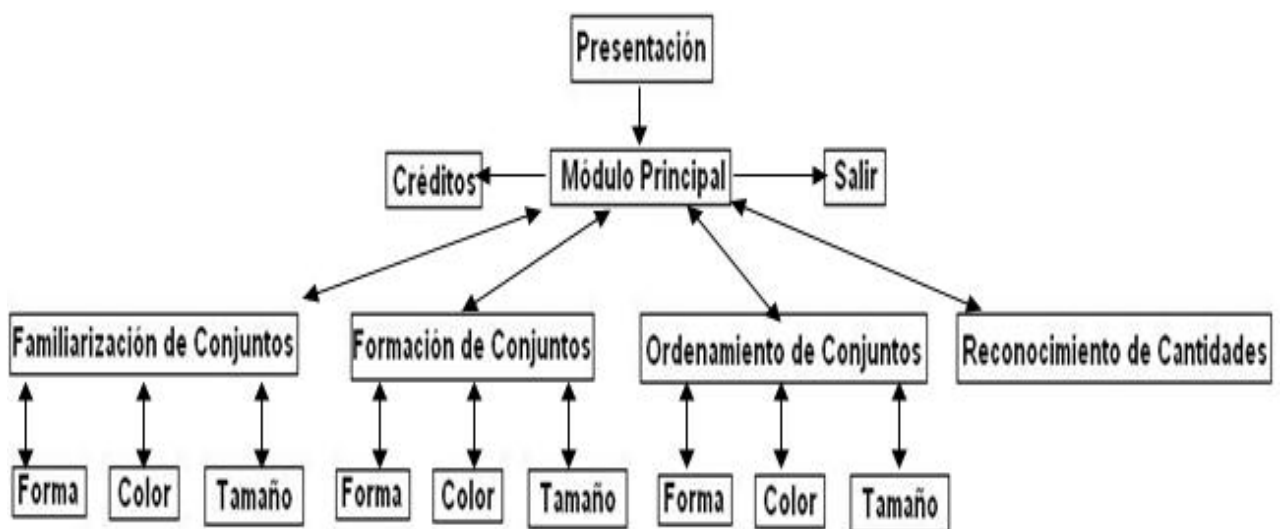 Presentación
Créditos
Módulo Principal
Salir
Familiarización de Conjuntos
Formación de Conjuntos
Ordenamiento de Conjuntos
Reconocimiento de Cantidades
Forma
Color
Tamaño
Forma
Color
Tamaño
Forma
Color
Tamaño